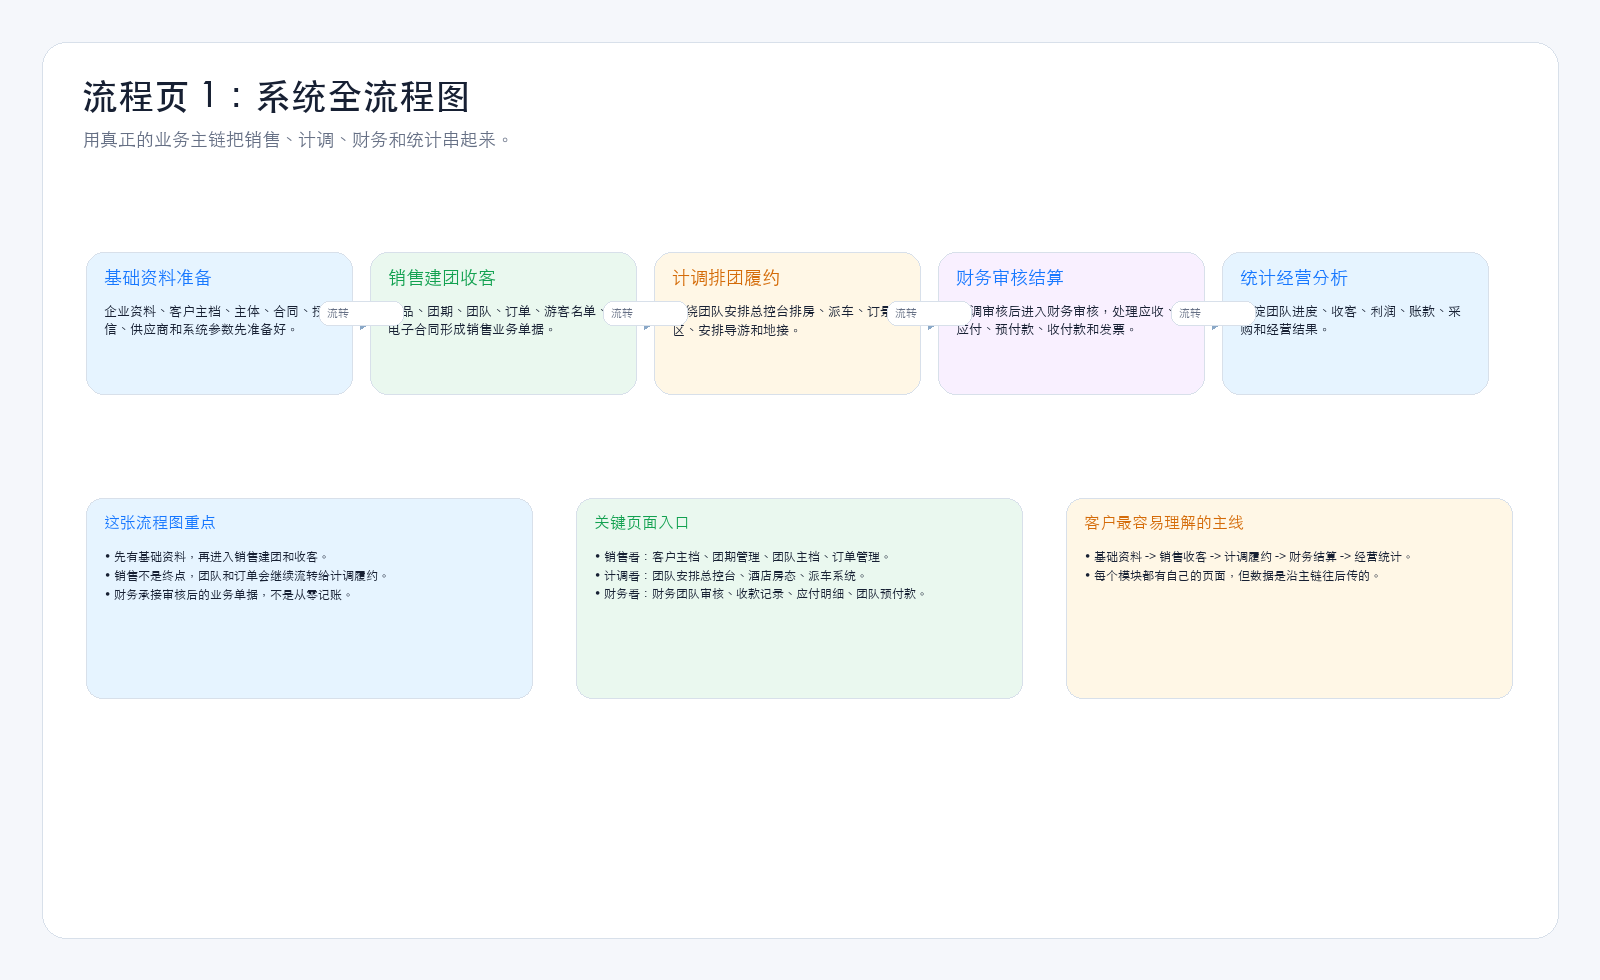 流程页 1：系统全流程图
用真正的业务主链把销售、计调、财务和统计串起来。
基础资料准备
企业资料、客户主档、主体、合同、
信、供应商和系统参数先准备好。
流转
销售建团收客
品、团期、团队、订单、游客名单、
电子合同形成销售业务单据。
流转
计调排团履约
绕团队安排总控台排房、派车、订景
区、安排导游和地接。
流转
财务审核结算
调审核后进入财务审核，处理应收、
应付、预付款、收付款和发票。
流转
统计经营分析
团队进度、收客、利润、账款、采
购和经营结果。
这张流程图重点
• 先有基础资料，再进入销售建团和收客。
• 销售不是终点，团队和订单会继续流转给计调履约。
• 财务承接审核后的业务单据，不是从零记账。
关键页面入口
• 销售看：客户主档、团期管理、团队主档、订单管理。
• 计调看：团队安排总控台、酒店房态、派车系统。
• 财务看：财务团队审核、收款记录、应付明细、团队预付款。
客户最容易理解的主线
• 基础资料 -> 销售收客 -> 计调履约 -> 财务结算 -> 经营统计。
• 每个模块都有自己的页面，但数据是沿主链往后传的。